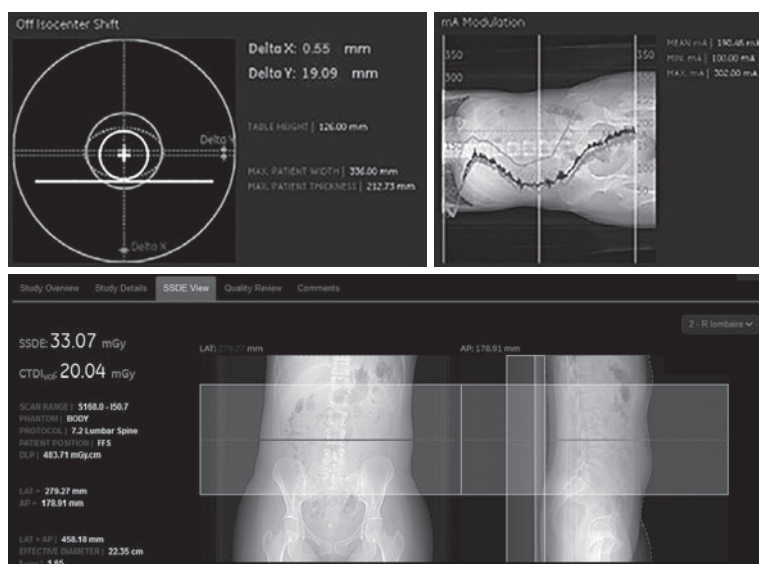 Off Isocenter Shift
Delta X: 0.55 mm
Delta Y: 19.09 mm
TABLE HEIGHT | 126.00 mm
MAX. PATIENT WIDTH | 336.00 mm
MAX. PATIENT THICKNESS | 212.73 mm
Delta Y
Delta X
mA Modulation
MEAN mA | 190.46 mA
MIN. mA | 100.00 mA
MAX. mA | 302.00 mA
350
350
300
Study Overview Study Details SSDE View Quality Review Comments
2 - R lombaire
SSDE: 33.07 mGy
LAT: 279.27 mm
AP: 178.91 mm
CTDIvol: 20.04 mGy
SCAN RANGE | S168.0 - I50.7
PHANTOM | BODY
PROTOCOL | 7.2 Lumbar Spine
PATIENT POSITION | FFS
DLP | 483.71 mGy.cm
LAT = 279.27 mm
AP = 178.91 mm
LAT + AP | 458.18 mm
EFFECTIVE DIAMETER | 22.35 cm
1.65